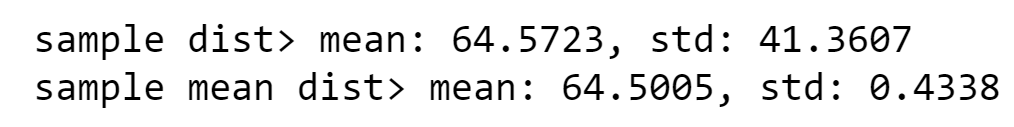 sample dist> mean: 64.5723, std: 41.3607
sample mean dist> mean: 64.5005, std: 0.4338